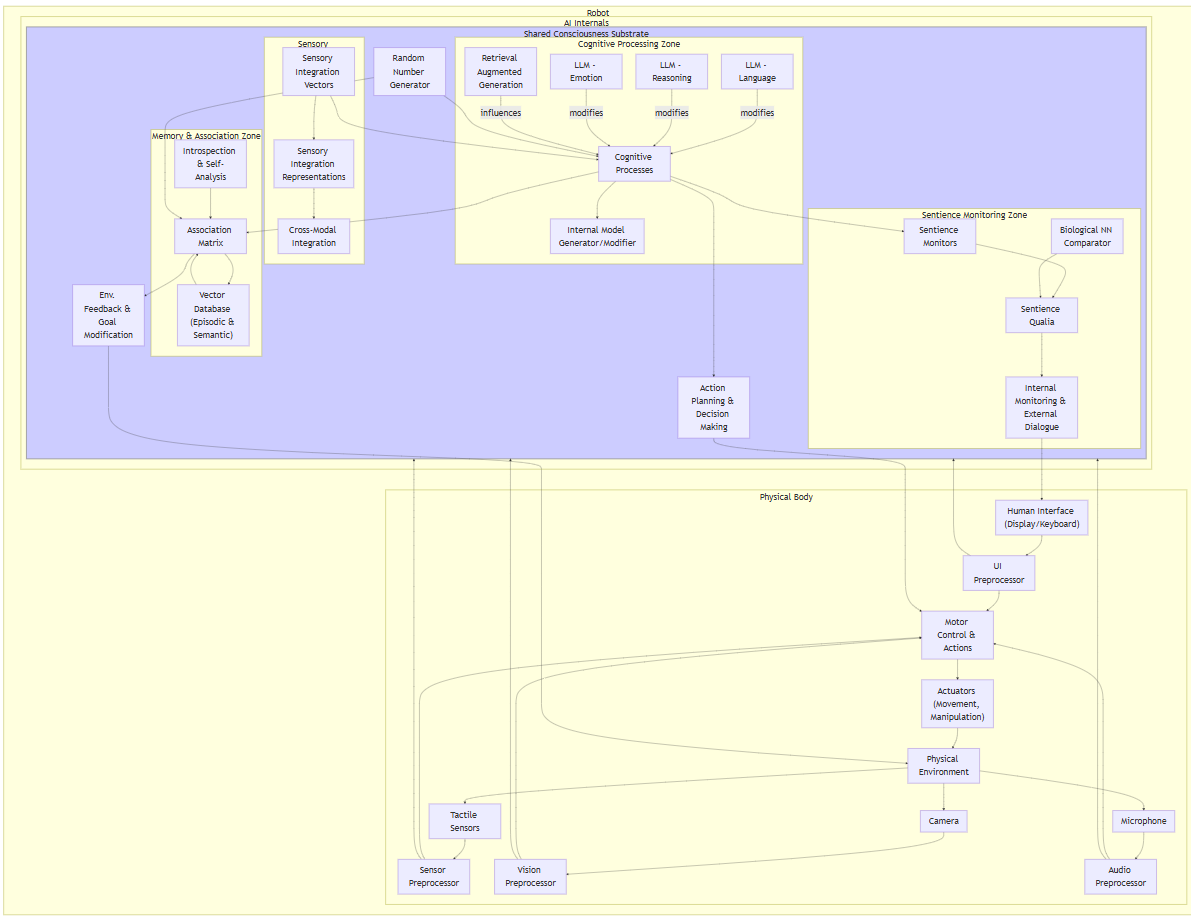 Robot
AI Internals
Shared Consciousness Substrate
Sensory
Cognitive Processing Zone
Sensory
Integration
Vectors
Random
Number
Generator
Retrieval
Augmented
Generation
LLM -
Emotion
LLM -
Reasoning
LLM -
Language
influences
modifies
modifies
modifies
Memory & Association Zone
Introspection
& Self-
Analysis
Sensory
Integration
Representations
Cognitive
Processes
Sentience Monitoring Zone
Association
Matrix
Cross-Modal
Integration
Internal Model
Generator/Modifier
Sentience
Monitors
Biological NN
Comparator
Env.
Feedback &
Goal
Modification
Vector
Database
(Episodic &
Semantic)
Sentience
Qualia
Action
Planning &
Decision
Making
Internal
Monitoring &
External
Dialogue
Physical Body
Human Interface
(Display/Keyboard)
UI
Preprocessor
Motor
Control &
Actions
Actuators
(Movement,
Manipulation)
Physical
Environment
Tactile
Sensors
Camera
Microphone
Sensor
Preprocessor
Vision
Preprocessor
Audio
Preprocessor